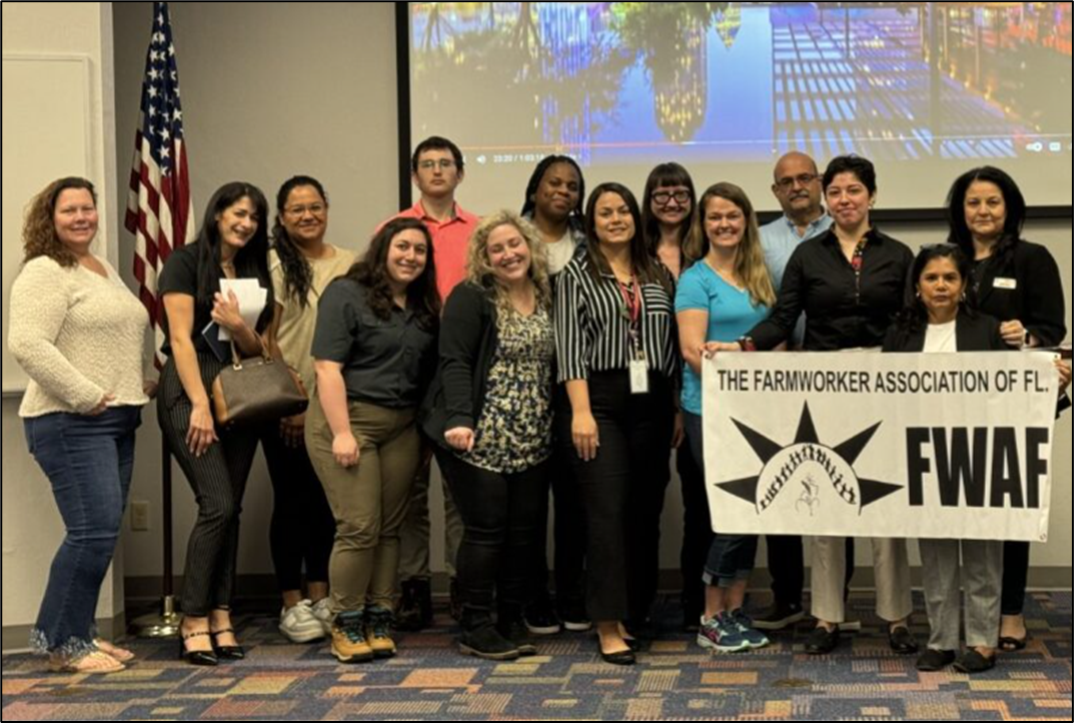 THE FARMWORKER ASSOCIATION OF FL.
FWAF